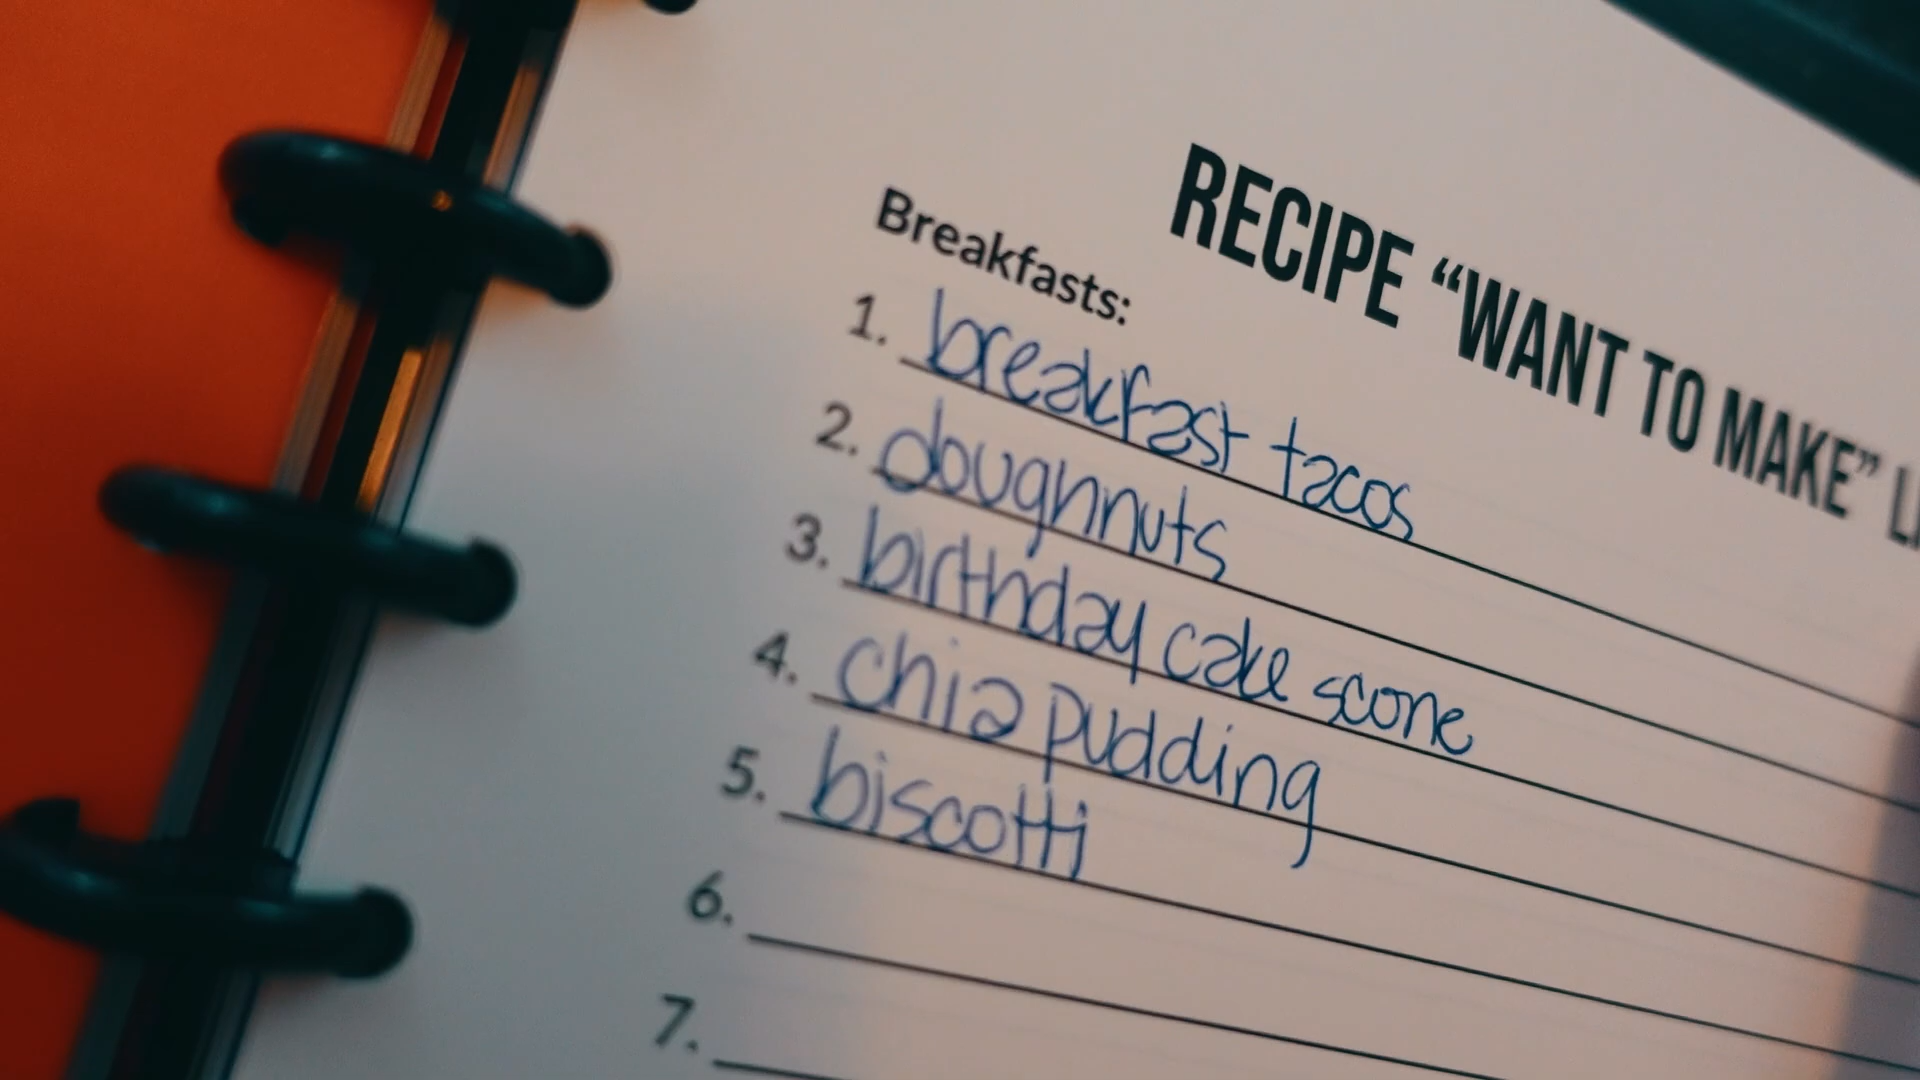 RECIPE “WANT TO MAKE”
Breakfasts:
1. breakfast tacos
2. doughnuts
3. birthday cake scone
4. chia pudding
5. biscotti
6.
7.